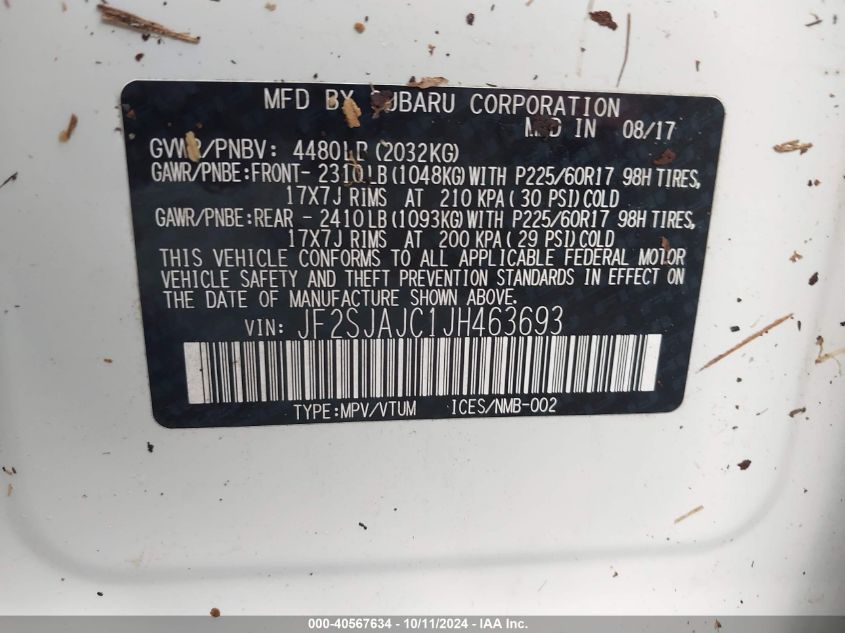 MFD BY SUBARU CORPORATION
MFD IN 08/17
GVWR/PNBV: 4480LB (2032KG)
GAWR/PNBE:FRONT- 2310LB(1048KG)WITH P225/60R17 98H TIRES,
17X7J RIMS AT 210 KPA(30 PSI)COLD
GAWR/PNBE:REAR - 2410LB(1093KG)WITH P225/60R17 98H TIRES,
17X7J RIMS AT 200 KPA(29 PSI)COLD
THIS VEHICLE CONFORMS TO ALL APPLICABLE FEDERAL MOTOR
VEHICLE SAFETY AND THEFT PREVENTION STANDARDS IN EFFECT ON
THE DATE OF MANUFACTURE SHOWN ABOVE.
VIN: JF2SJAJC1JH463693
TYPE:MPV/VTUM ICES/NMB-002
000-40567634 - 10/11/2024 - IAA Inc.